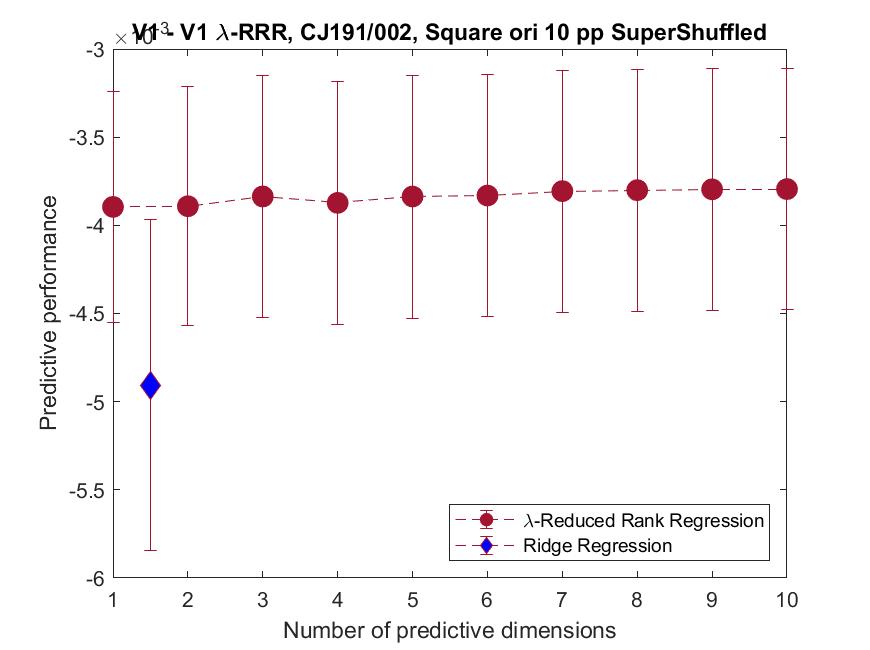 V1 - V1 λ-RRR, CJ191/002, Square ori 10 pp SuperShuffled
×10-3
-3
-3.5
-4
-4.5
-5
-5.5
-6
Predictive performance
λ-Reduced Rank Regression
Ridge Regression
1 2 3 4 5 6 7 8 9 10
Number of predictive dimensions